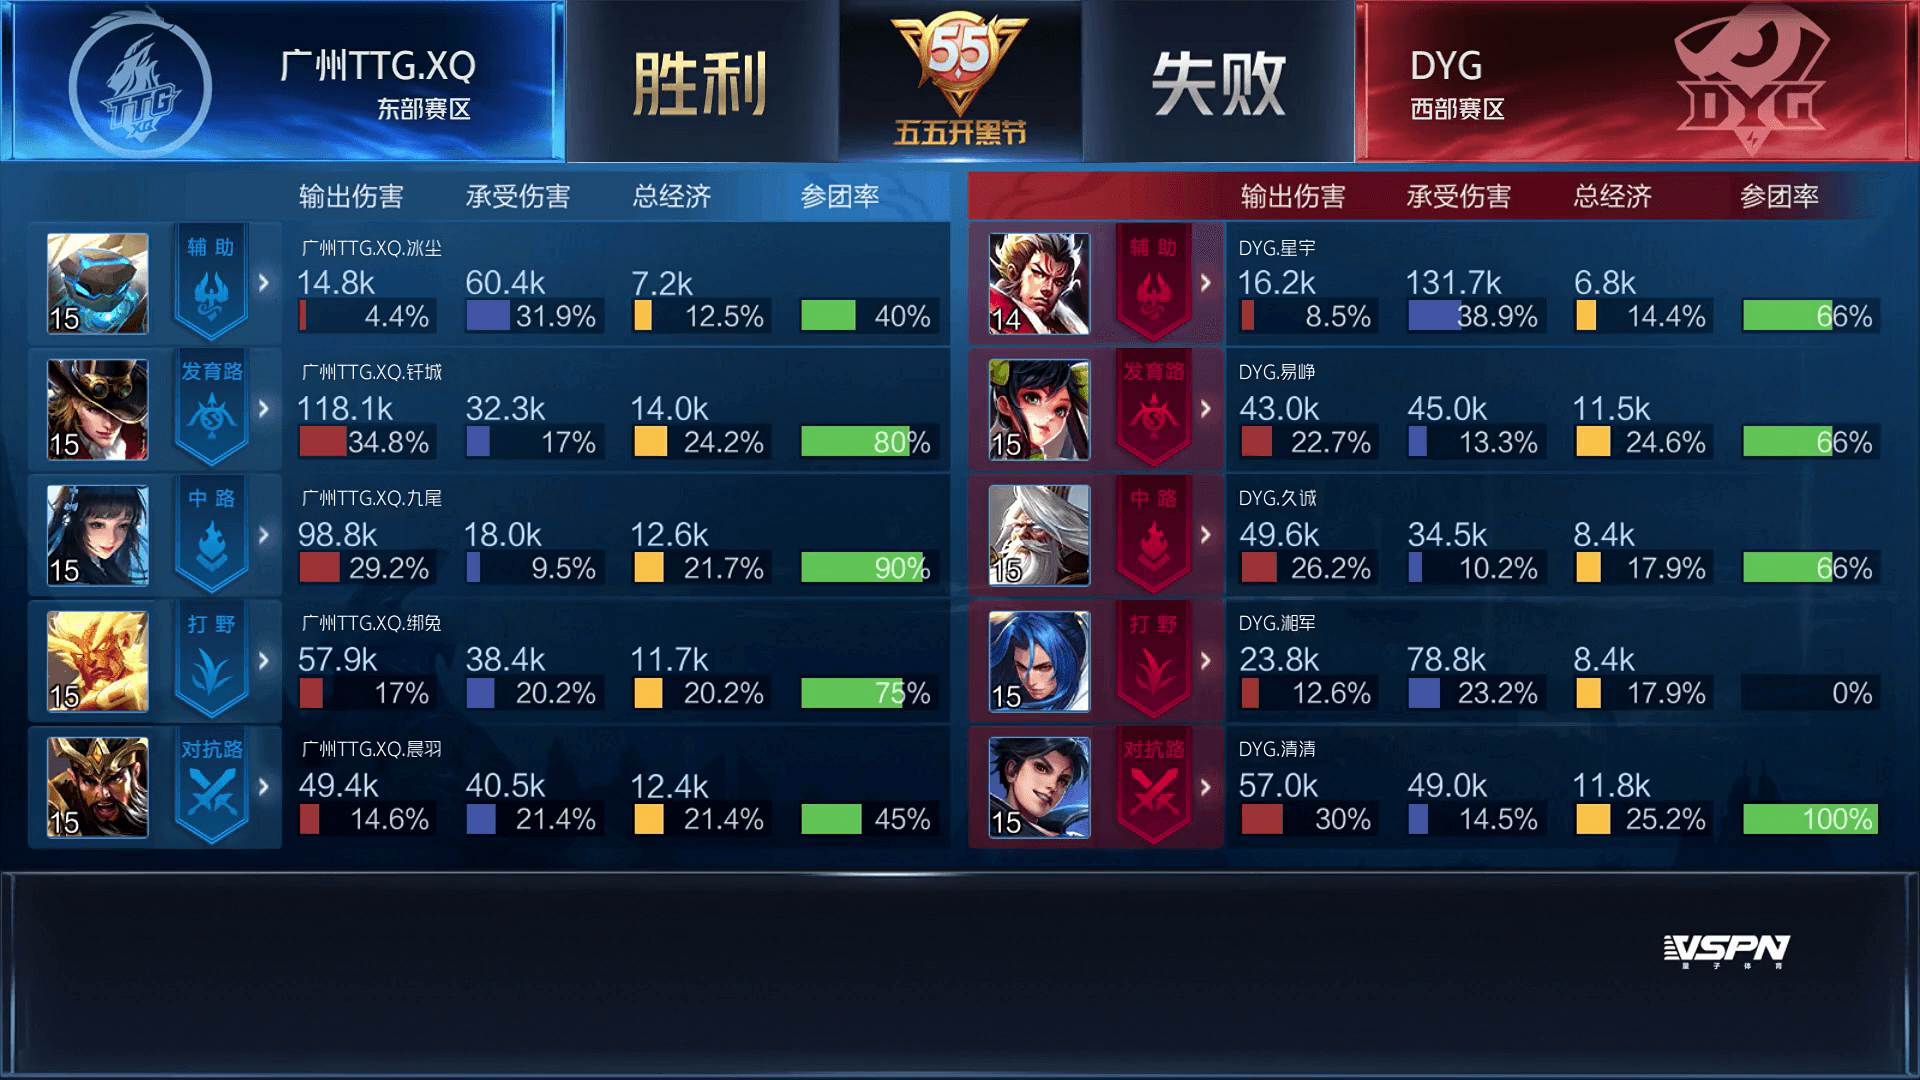 广州TTG.XQ
东部赛区
TTG
XQ
胜利
55
五五开黑节
失败
DYG
西部赛区
DYG
输出伤害 承受伤害 总经济 参团率
15
辅助
广州TTG.XQ.冰尘
14.8k 60.4k 7.2k
4.4% 31.9% 12.5% 40%
15
发育路
广州TTG.XQ.钎城
118.1k 32.3k 14.0k
34.8% 17% 24.2% 80%
15
中路
广州TTG.XQ.九尾
98.8k 18.0k 12.6k
29.2% 9.5% 21.7% 90%
15
打野
广州TTG.XQ.绑兔
57.9k 38.4k 11.7k
17% 20.2% 20.2% 75%
15
对抗路
广州TTG.XQ.晨羽
49.4k 40.5k 12.4k
14.6% 21.4% 21.4% 45%
输出伤害 承受伤害 总经济 参团率
14
辅助
DYG.星宇
16.2k 131.7k 6.8k
8.5% 38.9% 14.4% 66%
15
发育路
DYG.易峥
43.0k 45.0k 11.5k
22.7% 13.3% 24.6% 66%
15
中路
DYG.久诚
49.6k 34.5k 8.4k
26.2% 10.2% 17.9% 66%
15
打野
DYG.湘军
23.8k 78.8k 8.4k
12.6% 23.2% 17.9% 0%
15
对抗路
DYG.清清
57.0k 49.0k 11.8k
30% 14.5% 25.2% 100%
VSPN
量子体育